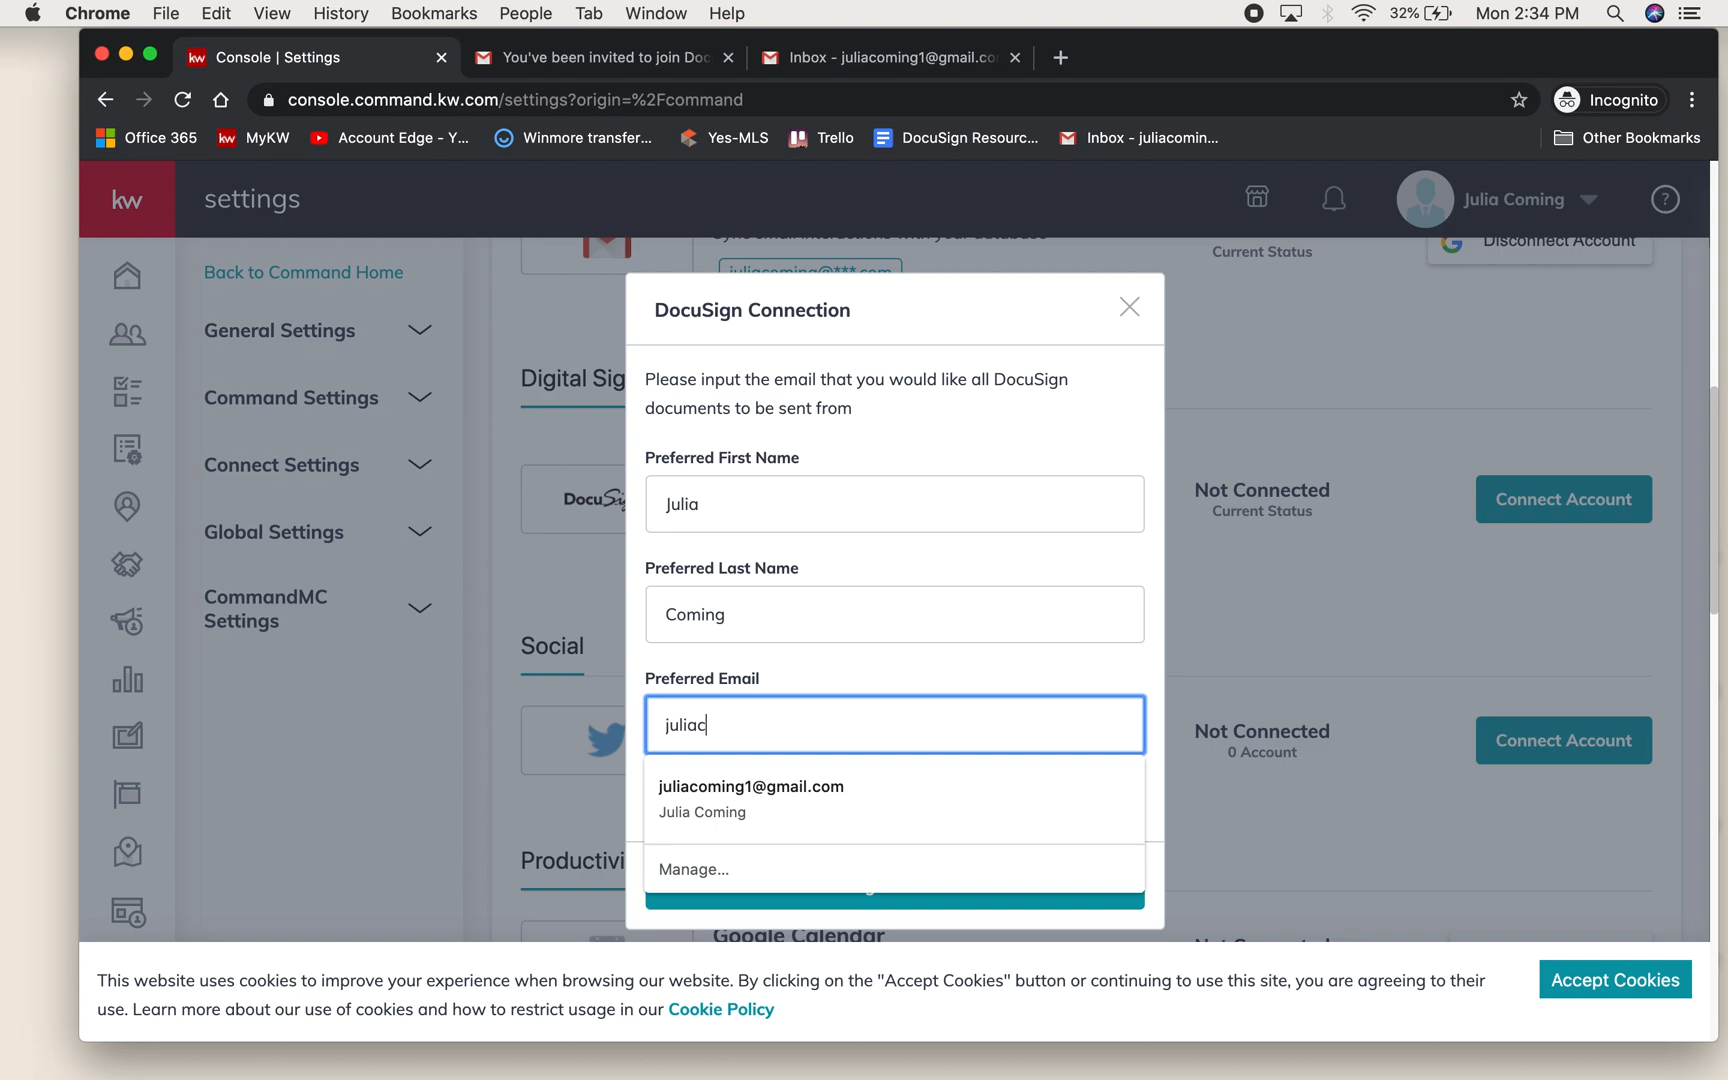 Chrome File Edit View History Bookmarks People Tab Window Help 32% Mon 2:34 PM
Console | Settings You've been invited to join Doc Inbox - juliacoming1@gmail.co
console.command.kw.com/settings?origin=%2Fcommand Incognito
Office 365 kw MyKW Account Edge - Y... Winmore transfer... Yes-MLS Trello DocuSign Resourc... Inbox - juliacomin... Other Bookmarks
kw settings Julia Coming ?
Current Status Disconnect Account
Back to Command Home
juliacoming@***.com
General Settings
Command Settings
Connect Settings
Global Settings
CommandMC
Settings
DocuSign Connection
Please input the email that you would like all DocuSign
documents to be sent from
Preferred First Name
Julia
Preferred Last Name
Coming
Preferred Email
juliac
juliacoming1@gmail.com
Julia Coming
Manage...
Digital Sig
DocuSi
Not Connected
Current Status
Connect Account
Social
Not Connected
0 Account
Connect Account
Productivi
Google Calendar
This website uses cookies to improve your experience when browsing our website. By clicking on the "Accept Cookies" button or continuing to use this site, you are agreeing to their
use. Learn more about our use of cookies and how to restrict usage in our Cookie Policy
Accept Cookies